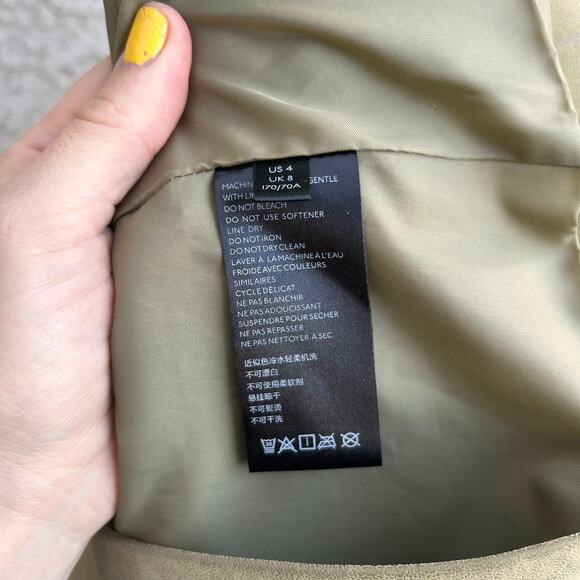 US 4
UK 8
170/70A
MACHIN GENTLE
WITH LI
DO NOT BLEACH
DO NOT USE SOFTENER
LINE DRY
DO NOT IRON
DO NOT DRY CLEAN
LAVER À LA MACHINE À L'EAU
FROIDE AVEC COULEURS
SIMILAIRES
CYCLE DÉLICAT
NE PAS BLANCHIR
NE PAS ADOUCISSANT
SUSPENDRE POUR SECHER
NE PAS REPASSER
NE PAS NETTOYER À SEC
近似色冷水轻柔机洗
不可漂白
不可使用柔软剂
悬挂晾干
不可熨烫
不可干洗
30